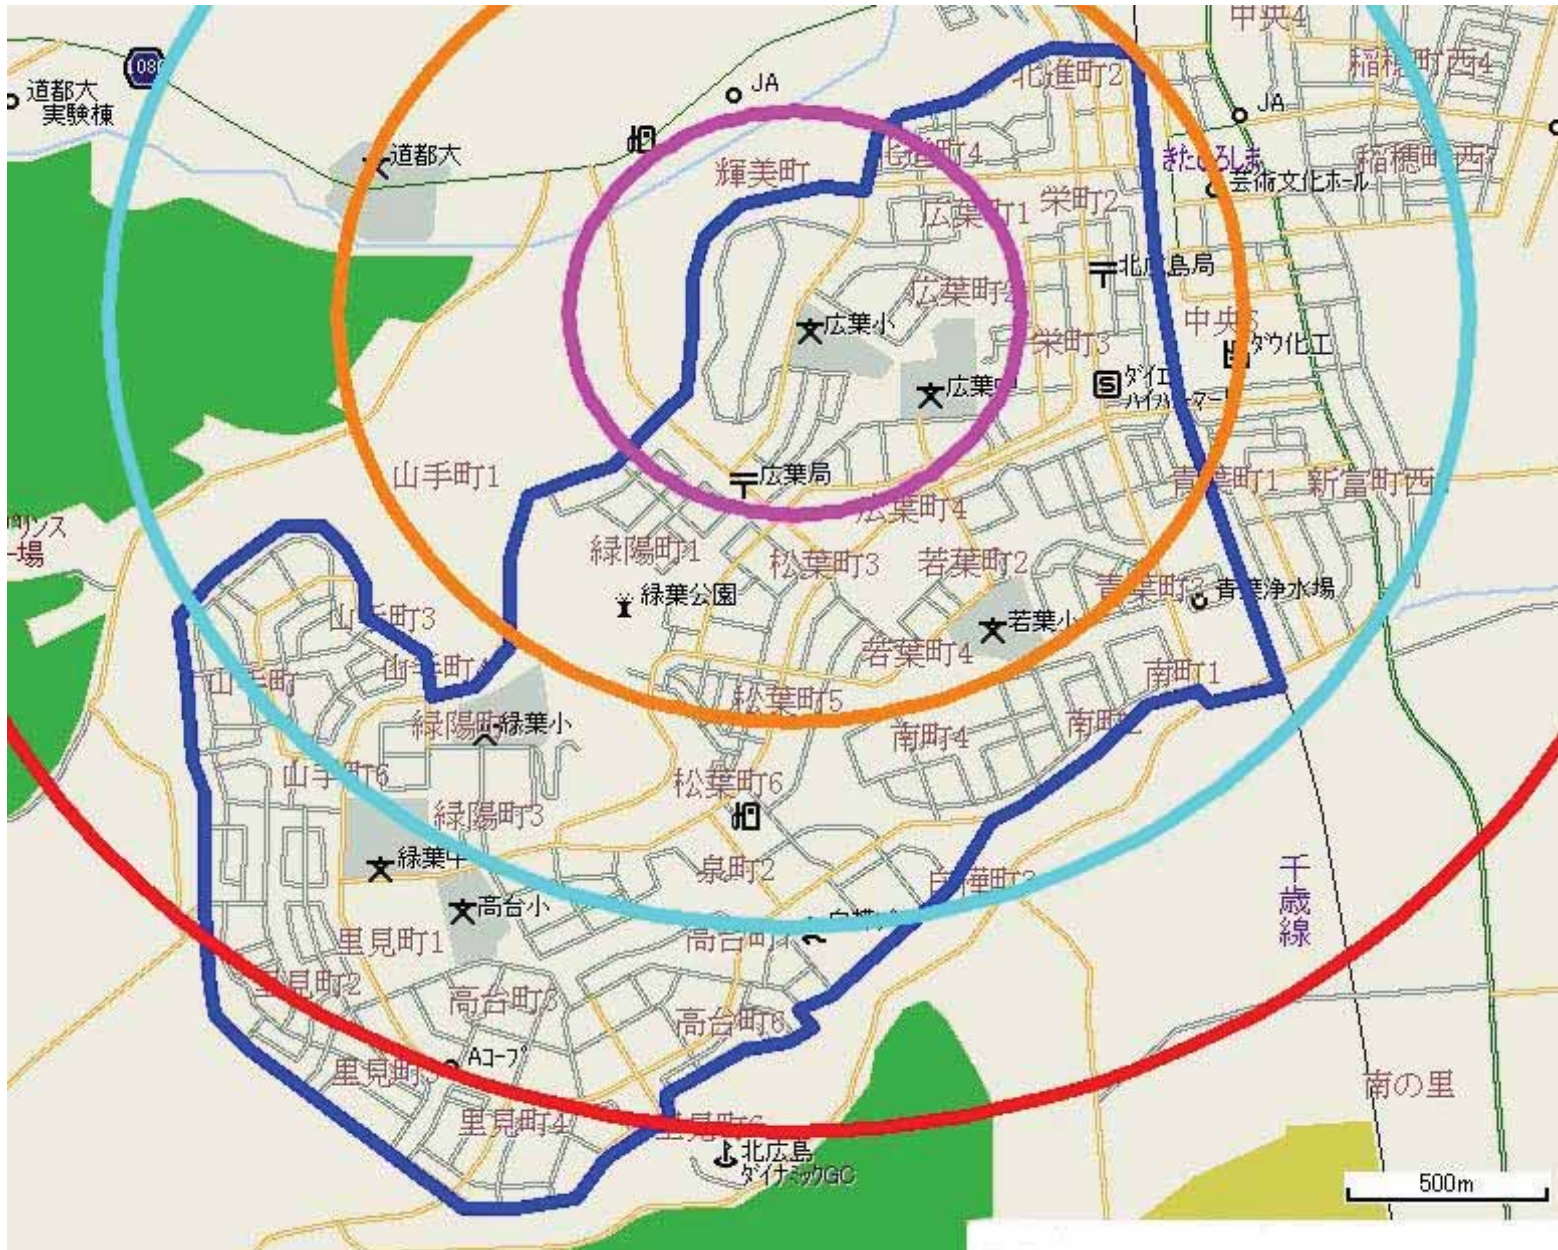 中央4
稲穂町西4
道都大
実験棟
JA
北進町2
JA
道都大
輝美町
北進町4
きたひろしま
芸術文化ホール
広葉町1
栄町2
北広島局
広葉町2
広葉小
栄町3
ダウ化工
広葉中
山手町1
広葉局
青葉町1
新富町西
広葉町4
緑陽町1
松葉町3
若葉町2
緑葉公園
青葉浄水場
山手町3
若葉小
若葉町4
山手町
南町1
松葉町5
緑葉小
南町4
山手町6
松葉町6
緑陽町3
緑葉中
泉町2
高台小
千歳線
里見町1
里見町2
高台町6
Aコープ
南の里
里見町4
北広島
ダイナミックGC
500m